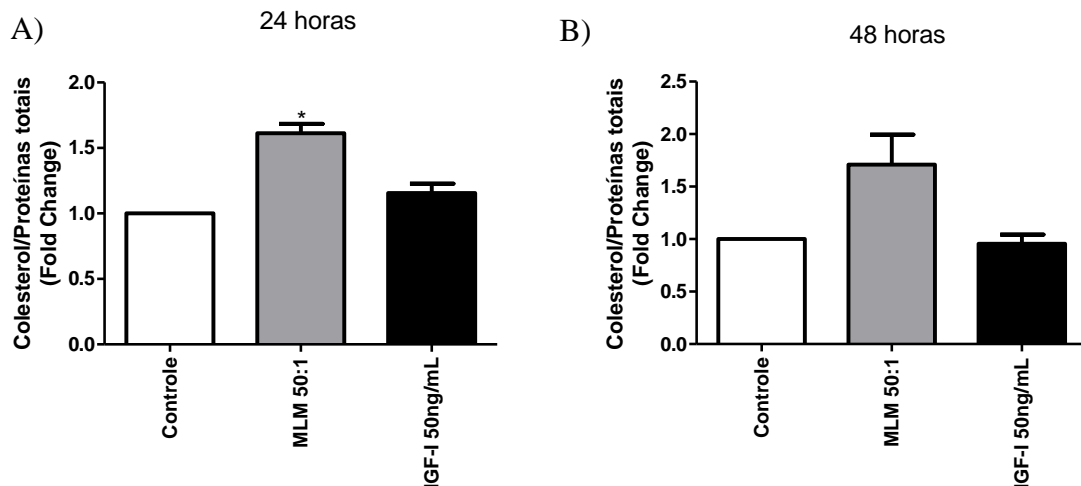 A)
24 horas
Colesterol/Proteínas totais
(Fold Change)
2.0
1.5
1.0
0.5
0.0
*
Controle
MLM 50:1
IGF-I 50ng/mL
B)
48 horas
Colesterol/Proteínas totais
(Fold Change)
2.5
2.0
1.5
1.0
0.5
0.0
Controle
MLM 50:1
IGF-I 50ng/mL